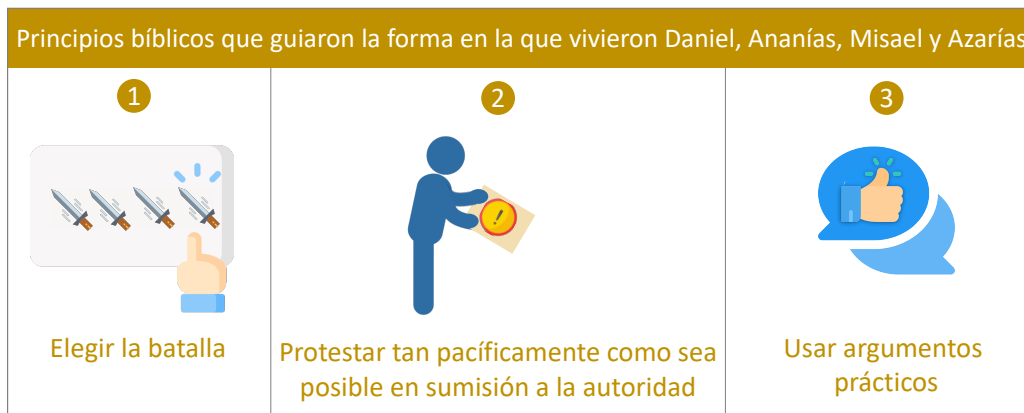 Principios bíblicos que guiaron la forma en la que vivieron Daniel, Ananías, Misael y Azarías
1
2
3
!
Elegir la batalla
Protestar tan pacíficamente como sea
posible en sumisión a la autoridad
Usar argumentos
prácticos